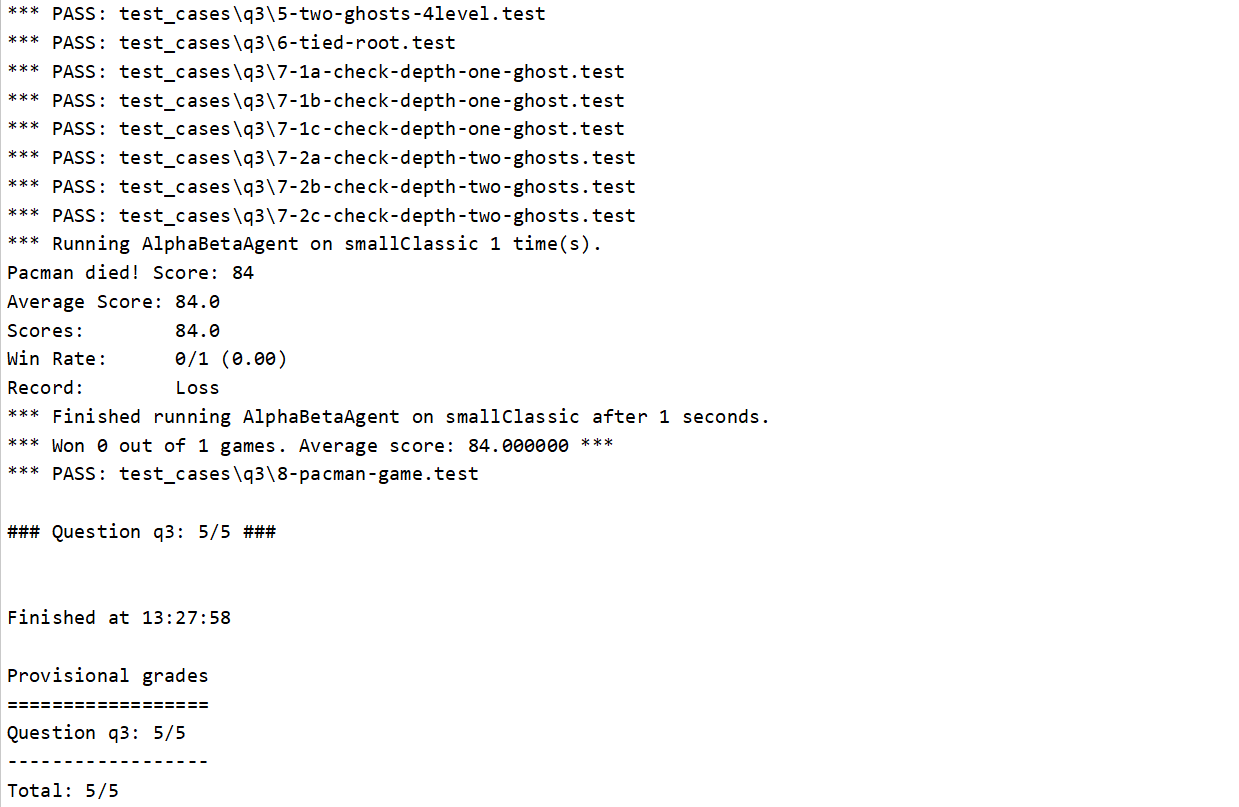 *** PASS: test_cases\q3\5-two-ghosts-4level.test
*** PASS: test_cases\q3\6-tied-root.test
*** PASS: test_cases\q3\7-1a-check-depth-one-ghost.test
*** PASS: test_cases\q3\7-1b-check-depth-one-ghost.test
*** PASS: test_cases\q3\7-1c-check-depth-one-ghost.test
*** PASS: test_cases\q3\7-2a-check-depth-two-ghosts.test
*** PASS: test_cases\q3\7-2b-check-depth-two-ghosts.test
*** PASS: test_cases\q3\7-2c-check-depth-two-ghosts.test
*** Running AlphaBetaAgent on smallClassic 1 time(s).
Pacman died! Score: 84
Average Score: 84.0
Scores:        84.0
Win Rate:      0/1 (0.00)
Record:        Loss
*** Finished running AlphaBetaAgent on smallClassic after 1 seconds.
*** Won 0 out of 1 games. Average score: 84.000000 ***
*** PASS: test_cases\q3\8-pacman-game.test
### Question q3: 5/5 ###
Finished at 13:27:58
Provisional grades
==================
Question q3: 5/5
------------------
Total: 5/5